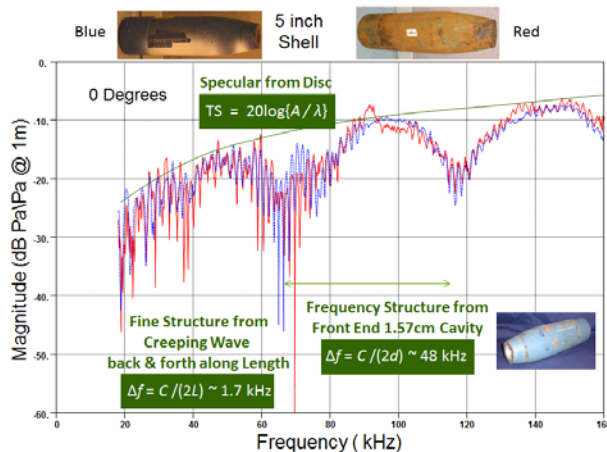 Blue
5 inch
Shell
Red
0 Degrees
Specular from Disc
TS = 20log{A / λ}
Magnitude (dB Pa\Pa @ 1m)
0.
-10.
-20.
-30.
-40.
-50.
-60.
Fine Structure from
Creeping Wave
back & forth along Length
Δf = C /(2L) ~ 1.7 kHz
Frequency Structure from
Front End 1.57cm Cavity
Δf = C /(2d) ~ 48 kHz
0
20
40
60
80
100
120
140
160
Frequency ( kHz)